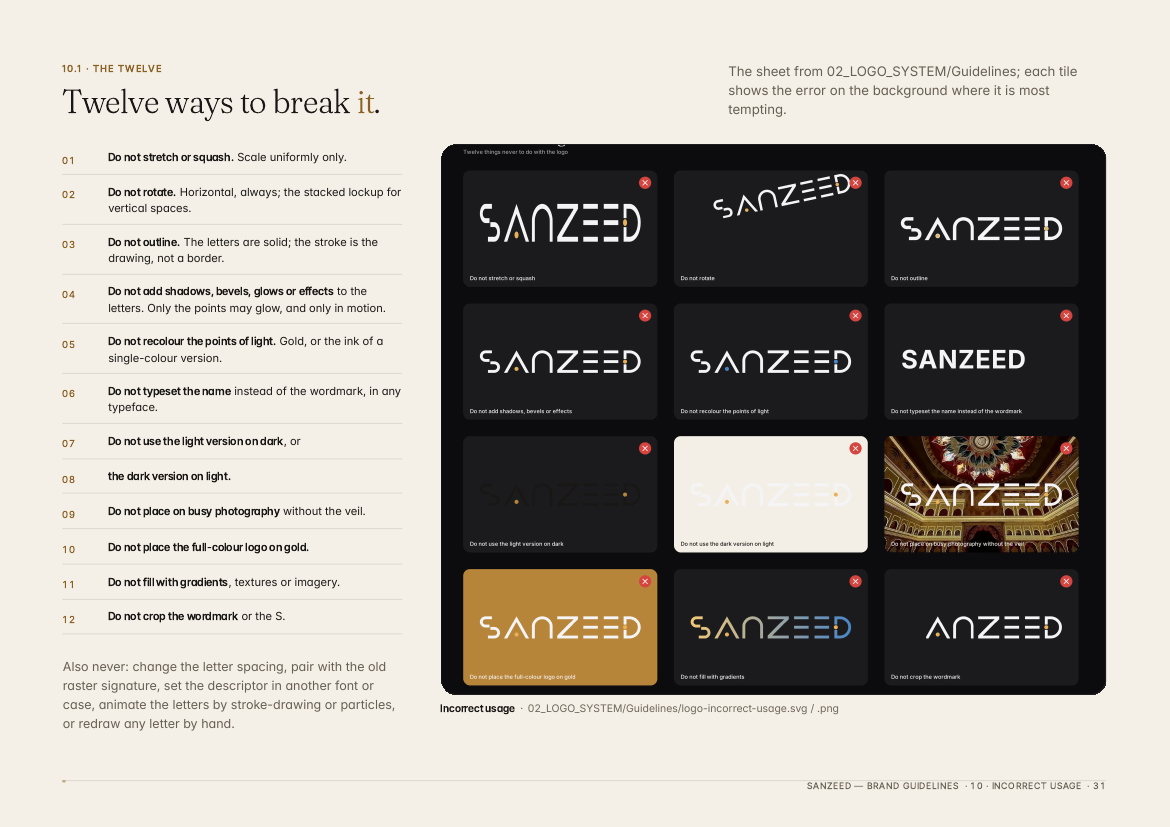 10.1 · THE TWELVE
Twelve ways to break it.
The sheet from 02_LOGO_SYSTEM/Guidelines; each tile
shows the error on the background where it is most
tempting.
01 Do not stretch or squash. Scale uniformly only.
02 Do not rotate. Horizontal, always; the stacked lockup for
vertical spaces.
03 Do not outline. The letters are solid; the stroke is the
drawing, not a border.
04 Do not add shadows, bevels, glows or effects to the
letters. Only the points may glow, and only in motion.
05 Do not recolour the points of light. Gold, or the ink of a
single-colour version.
06 Do not typeset the name instead of the wordmark, in any
typeface.
07 Do not use the light version on dark, or
08 the dark version on light.
09 Do not place on busy photography without the veil.
10 Do not place the full-colour logo on gold.
11 Do not fill with gradients, textures or imagery.
12 Do not crop the wordmark or the S.
Also never: change the letter spacing, pair with the old
raster signature, set the descriptor in another font or
case, animate the letters by stroke-drawing or particles,
or redraw any letter by hand.
Twelve things never to do with the logo
SANZEED
Do not stretch or squash
SANZEED
Do not rotate
SANZEED
Do not outline
SANZEED
Do not add shadows, bevels or effects
SANZEED
Do not recolour the points of light
SANZEED
Do not typeset the name instead of the wordmark
SANZEED
Do not use the light version on dark
SANZEED
Do not use the dark version on light
SANZEED
Do not place on busy photography without the veil
SANZEED
Do not place the full-colour logo on gold
SANZEED
Do not fill with gradients
ANZEED
Do not crop the wordmark
Incorrect usage · 02_LOGO_SYSTEM/Guidelines/logo-incorrect-usage.svg / .png
SANZEED — BRAND GUIDELINES · 10 · INCORRECT USAGE · 31